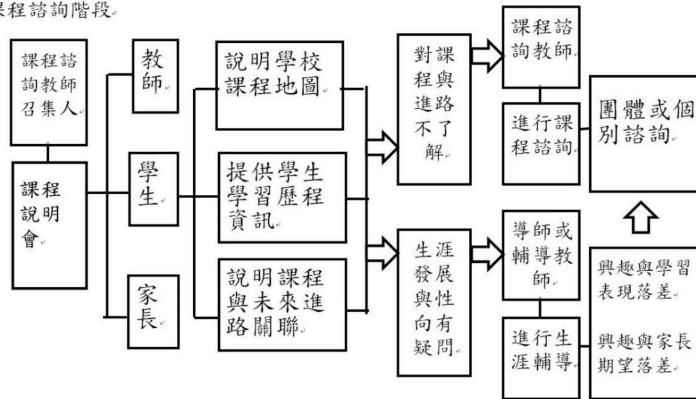 課程諮詢階段
課程諮
詢教師
召集人
課程
說明
會
教
師
學
生
家
長
說明學校
課程地圖
提供學生
學習歷程
資訊
說明課程
與未來進
路關聯
對課
程與
進路
不了
解
生涯
發展
與性
向有
疑問
課程諮
詢教師
進行課
程諮詢
導師或
輔導教
師
進行生
涯輔導
團體或個
別諮詢
興趣與學習
表現落差
興趣與家長
期望落差